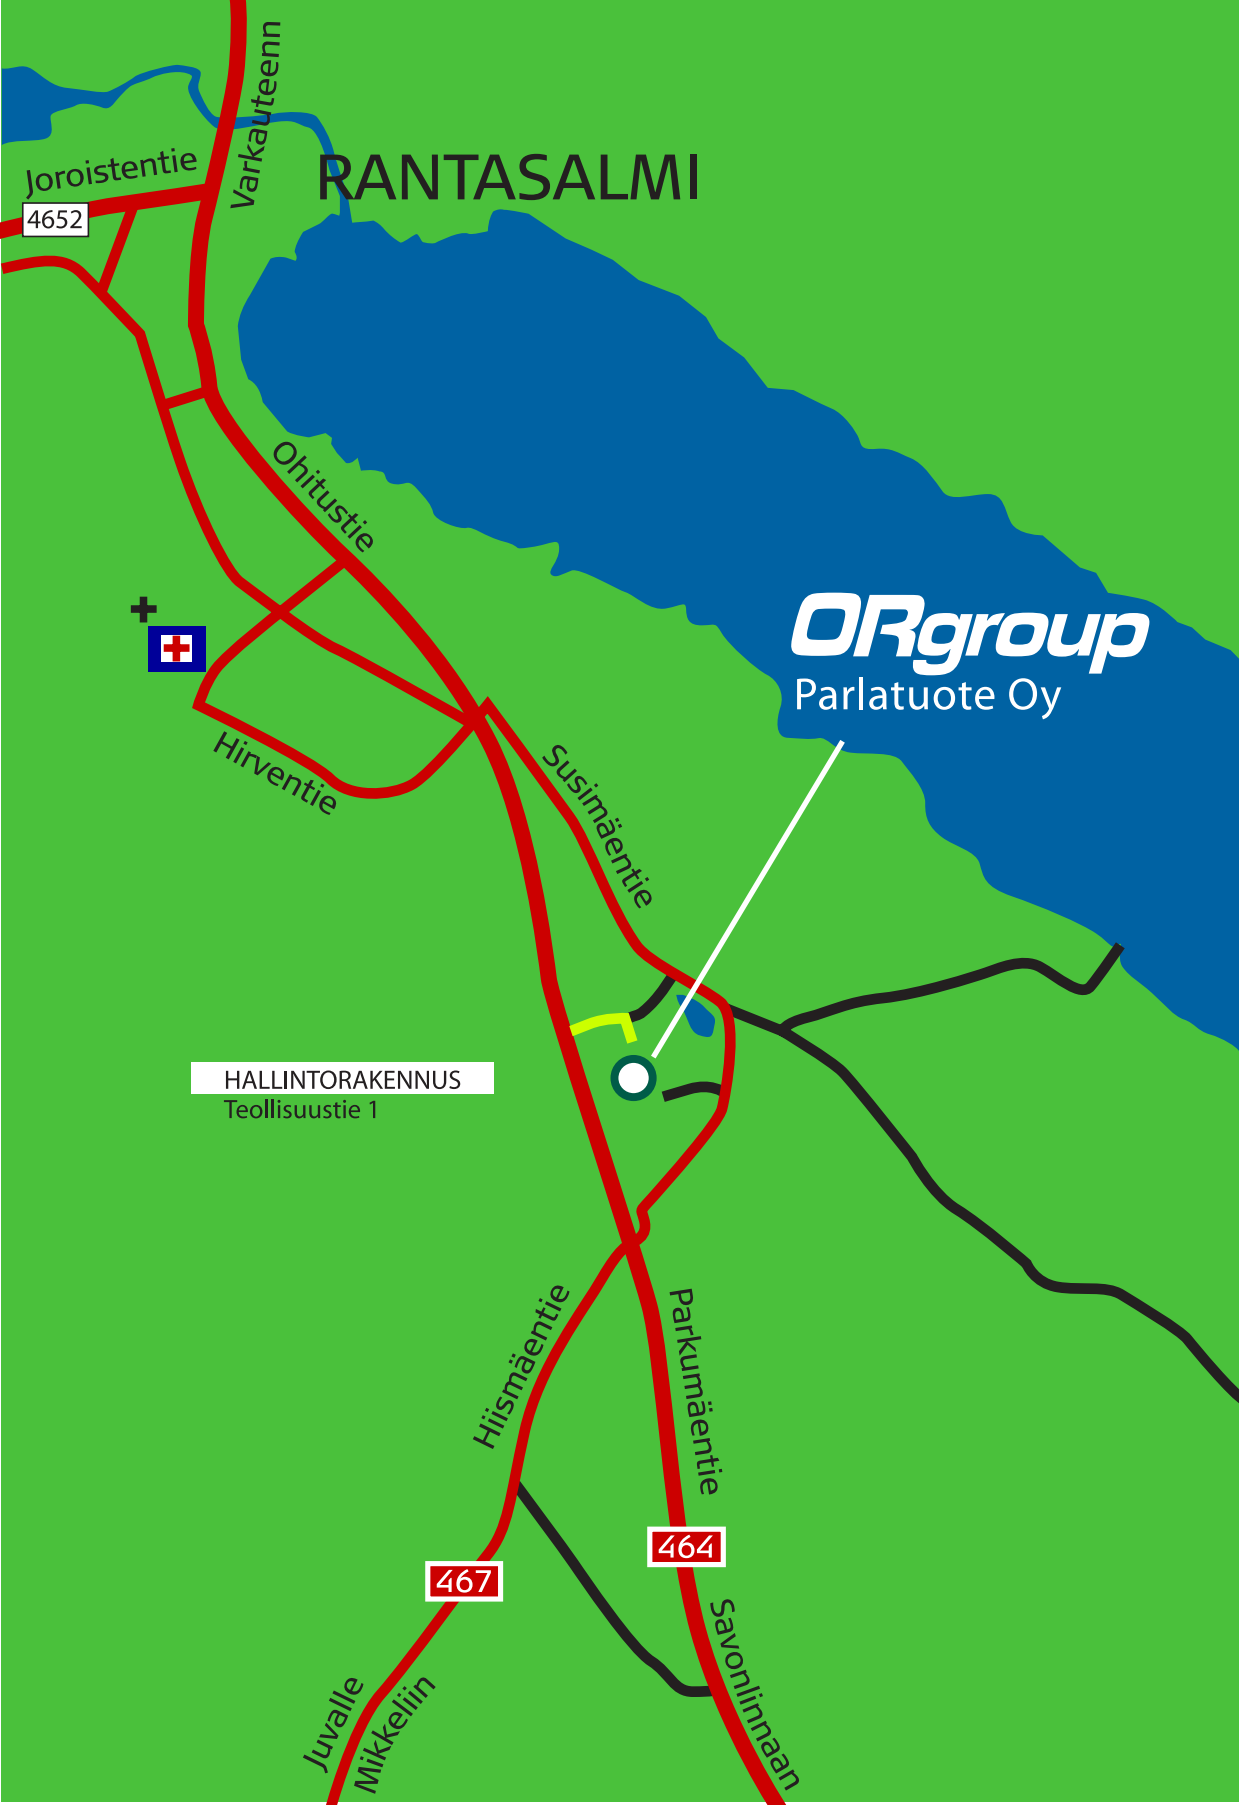 Varkauteenn
Joroistentie
RANTASALMI
4652
Ohitustie
ORgroup
Parlatuote Oy
Hirventie
Susimäentie
HALLINTORAKENNUS
Teollisuustie 1
Hiismäentie
Parkumäentie
464
467
Savonlinnaan
Juvalle
Mikkeliin